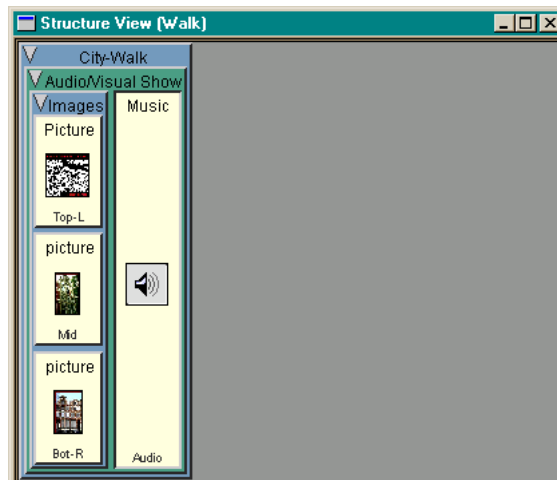 Structure View (Walk)
City-Walk
Audio/Visual Show
Images
Music
Picture
Top-L
picture
Mid
picture
Bot-R
Audio